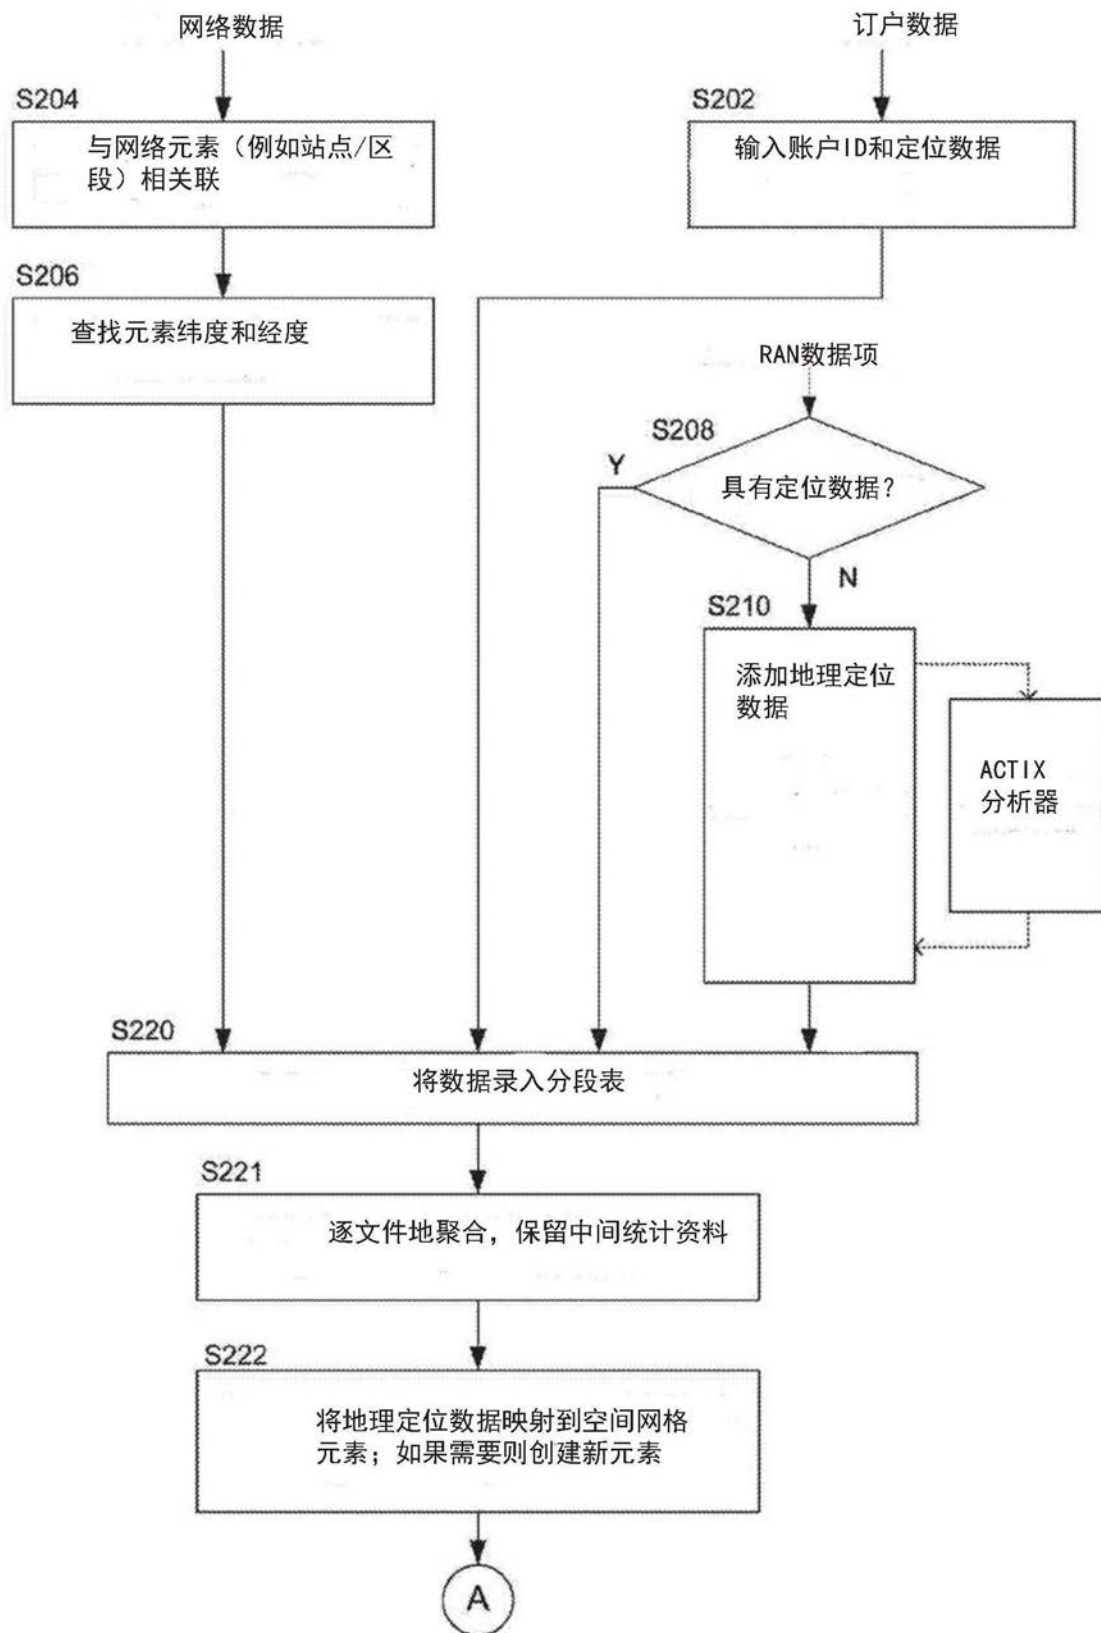 网络数据
订户数据
S204
S202
与网络元素（例如站点/区
段）相关联
输入账户ID和定位数据
S206
查找元素纬度和经度
RAN数据项
S208
Y
具有定位数据？
N
S210
添加地理定位
数据
ACTIX
分析器
S220
将数据录入分段表
S221
逐文件地聚合，保留中间统计资料
S222
将地理定位数据映射到空间网格
元素；如果需要则创建新元素
A